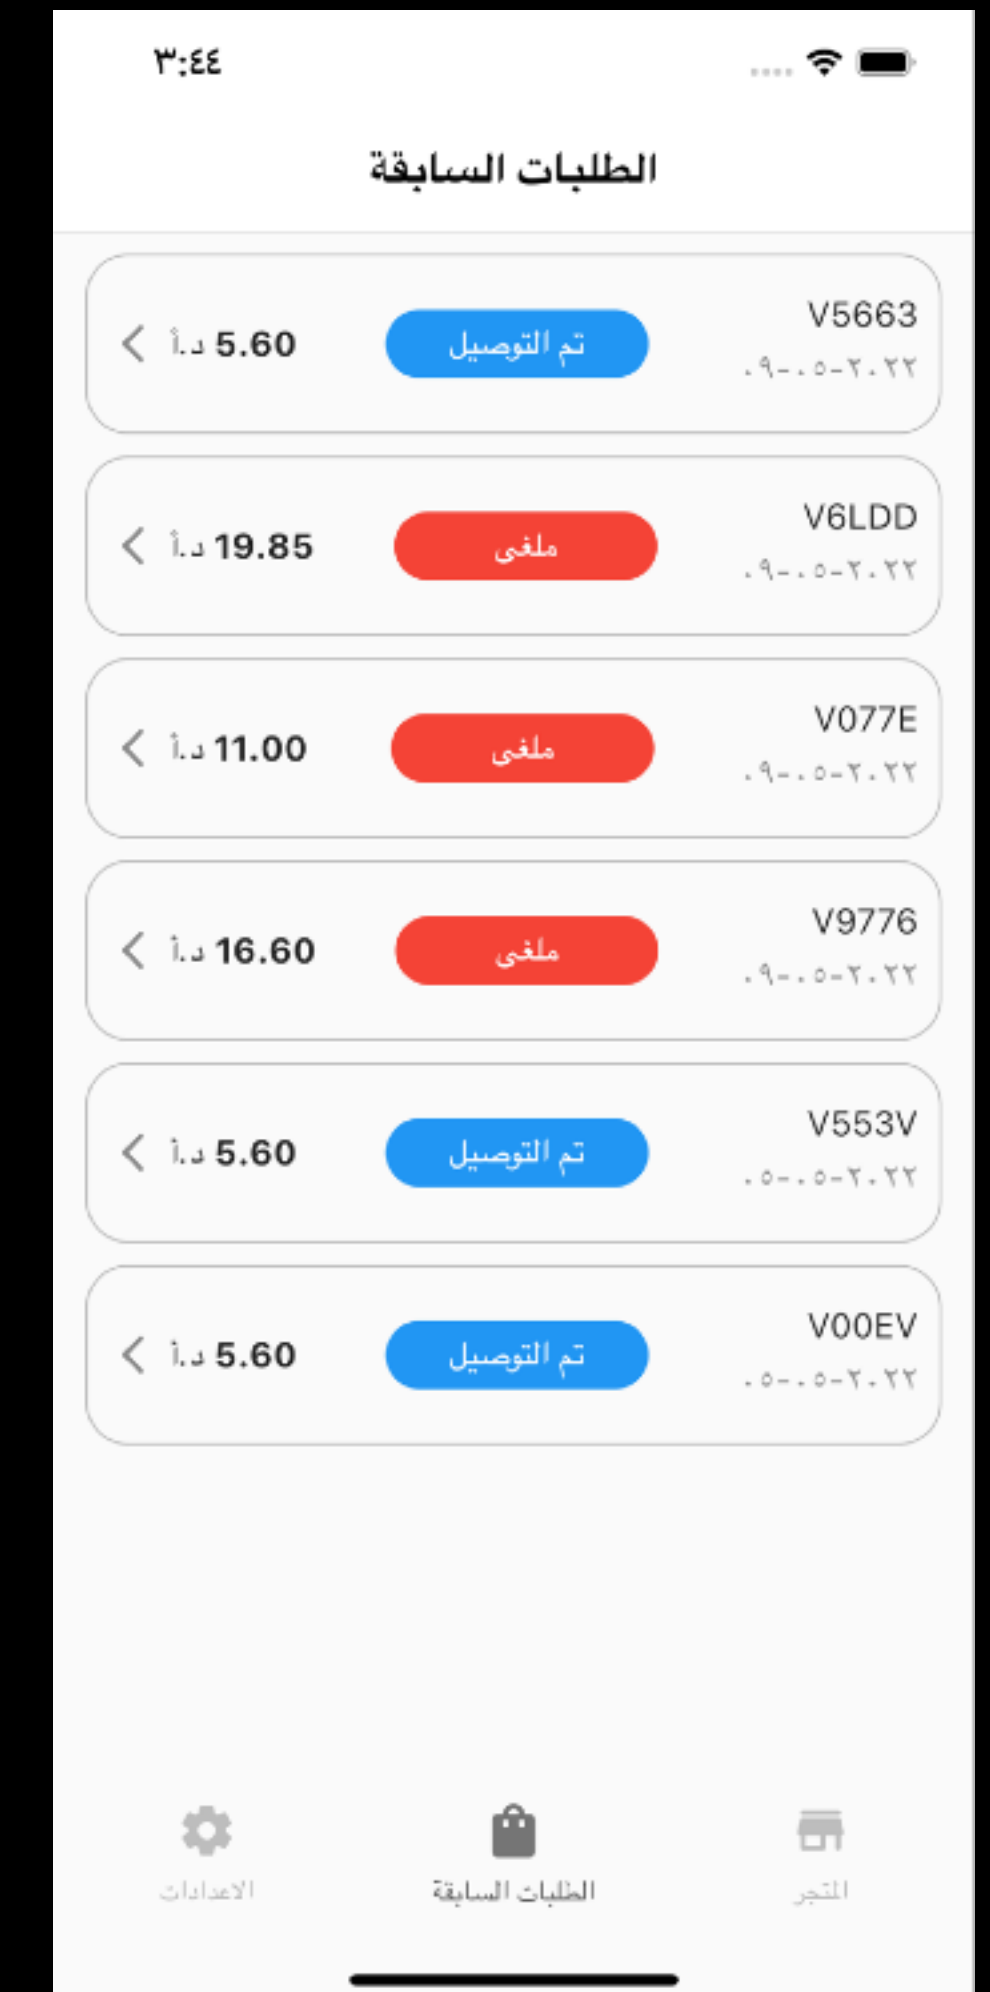 ٣:٤٤
الطلبات السابقة
V5663
تم التوصيل
5.60 د.أ
٢٠٢٢-٠٥-٠٩
V6LDD
ملغى
19.85 د.أ
٢٠٢٢-٠٥-٠٩
V077E
ملغى
11.00 د.أ
٢٠٢٢-٠٥-٠٩
V9776
ملغى
16.60 د.أ
٢٠٢٢-٠٥-٠٩
V553V
تم التوصيل
5.60 د.أ
٢٠٢٢-٠٥-٠٥
V00EV
تم التوصيل
5.60 د.أ
٢٠٢٢-٠٥-٠٥
المتجر
الطلبات السابقة
الاعدادات